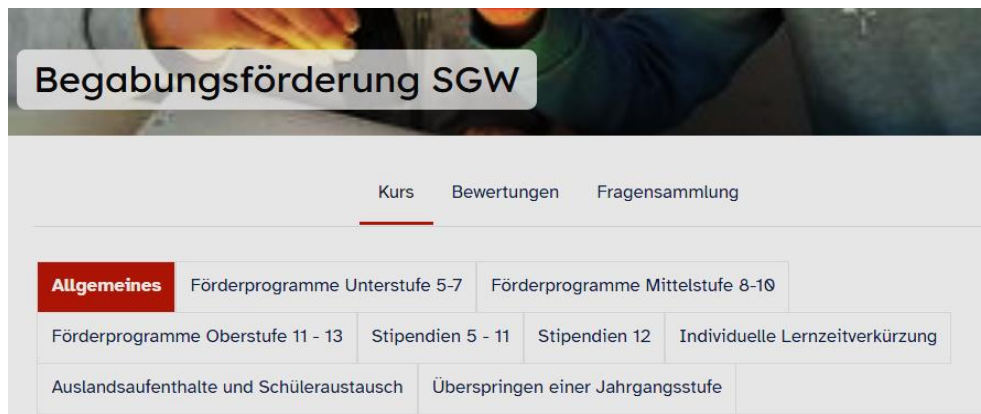 Begabungsförderung SGW
Kurs Bewertungen Fragensammlung
Allgemeines Förderprogramme Unterstufe 5-7 Förderprogramme Mittelstufe 8-10
Förderprogramme Oberstufe 11 - 13 Stipendien 5 - 11 Stipendien 12 Individuelle Lernzeitverkürzung
Auslandsaufenthalte und Schüleraustausch Überspringen einer Jahrgangsstufe